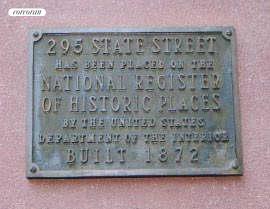 corcoran
295 STATE STREET
HAS BEEN PLACED ON THE
NATIONAL REGISTER
OF HISTORIC PLACES
BY THE UNITED STATES
DEPARTMENT OF THE INTERIOR
BUILT 1872